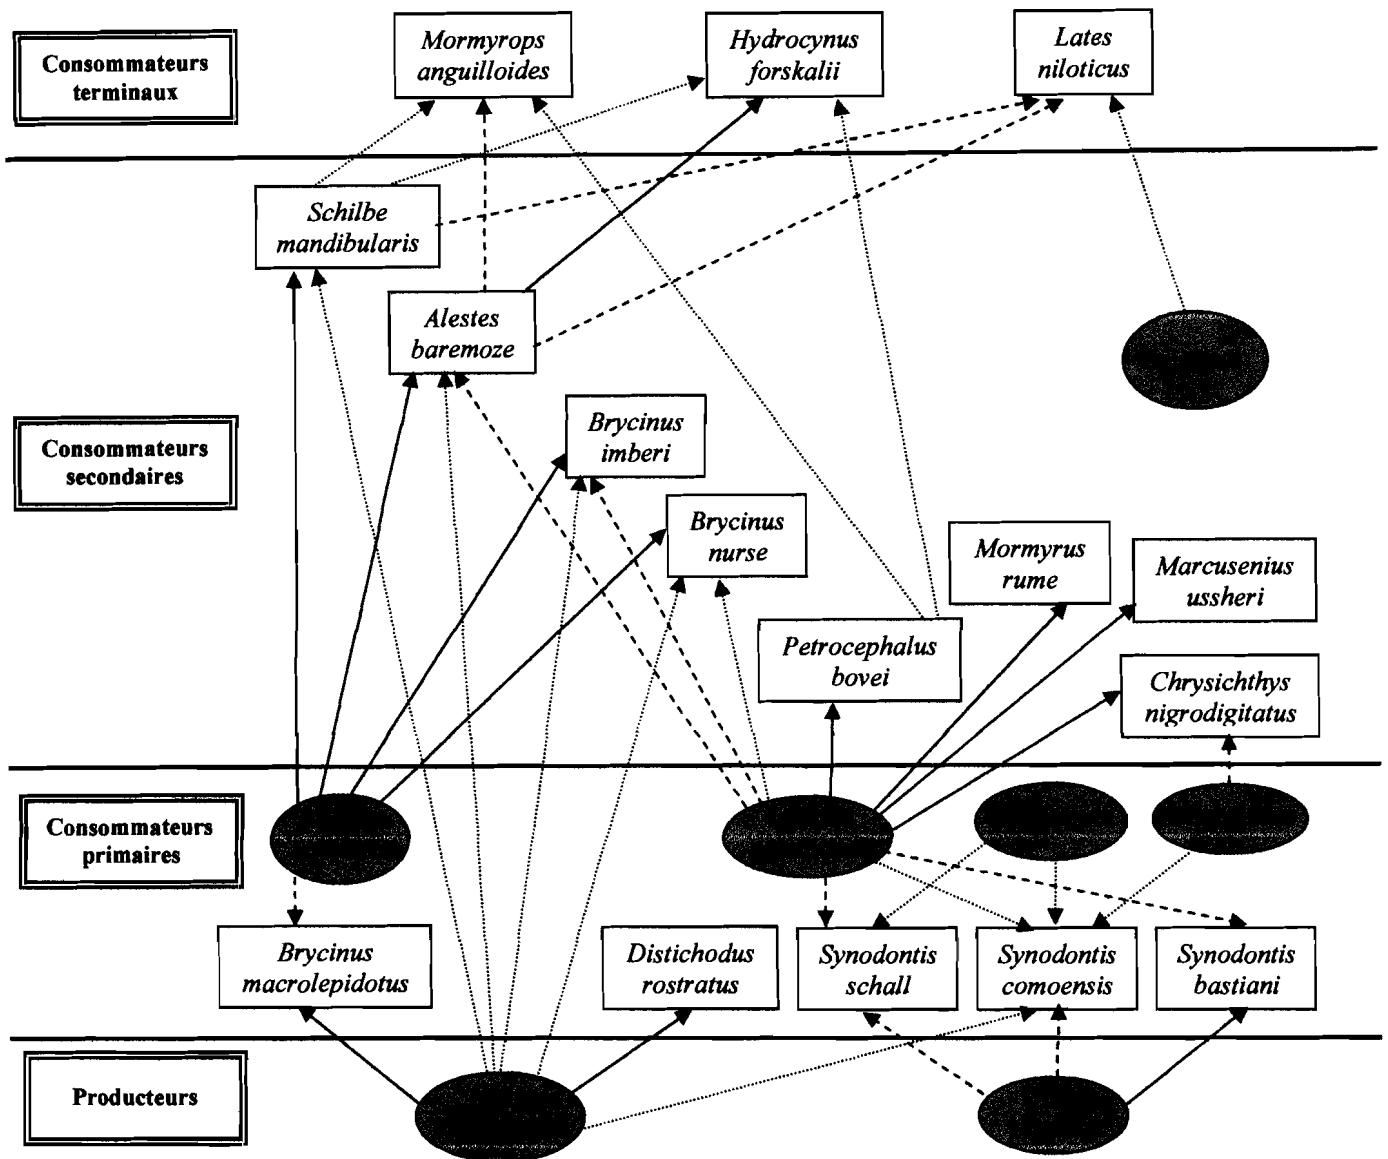 Consommateurs
terminaux
Mormyrops
anguilloides
Hydrocynus
forskalii
Lates
niloticus
Schilbe
mandibularis
Alestes
baremoze
Consommateurs
secondaires
Brycinus
imberi
Brycinus
nurse
Mormyrus
rume
Marcusenius
ussheri
Petrocephalus
bovei
Chrysichthys
nigrodigitatus
Consommateurs
primaires
Brycinus
macrolepidotus
Distichodus
rostratus
Synodontis
schall
Synodontis
comoensis
Synodontis
bastiani
Producteurs